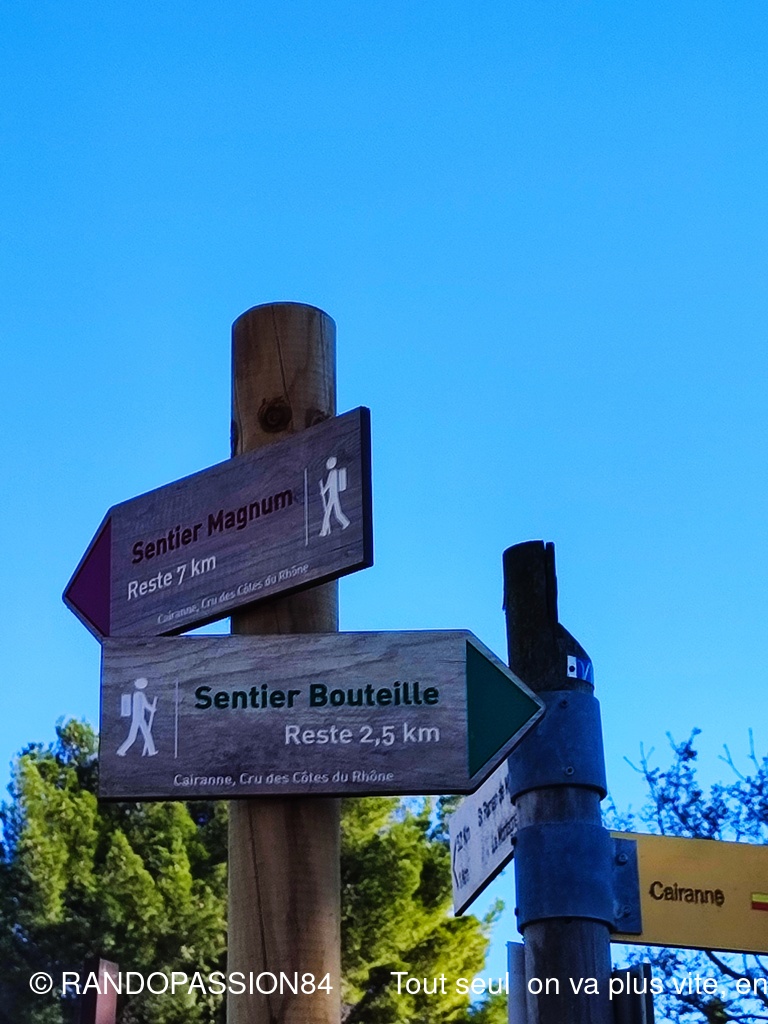 Sentier Magnum
Reste 7 km
Cairanne, Cru des Côtes du Rhône
Sentier Bouteille
Reste 2,5 km
Cairanne, Cru des Côtes du Rhône
Cairanne
© RANDOPASSION84 Tout seul on va plus vite, en